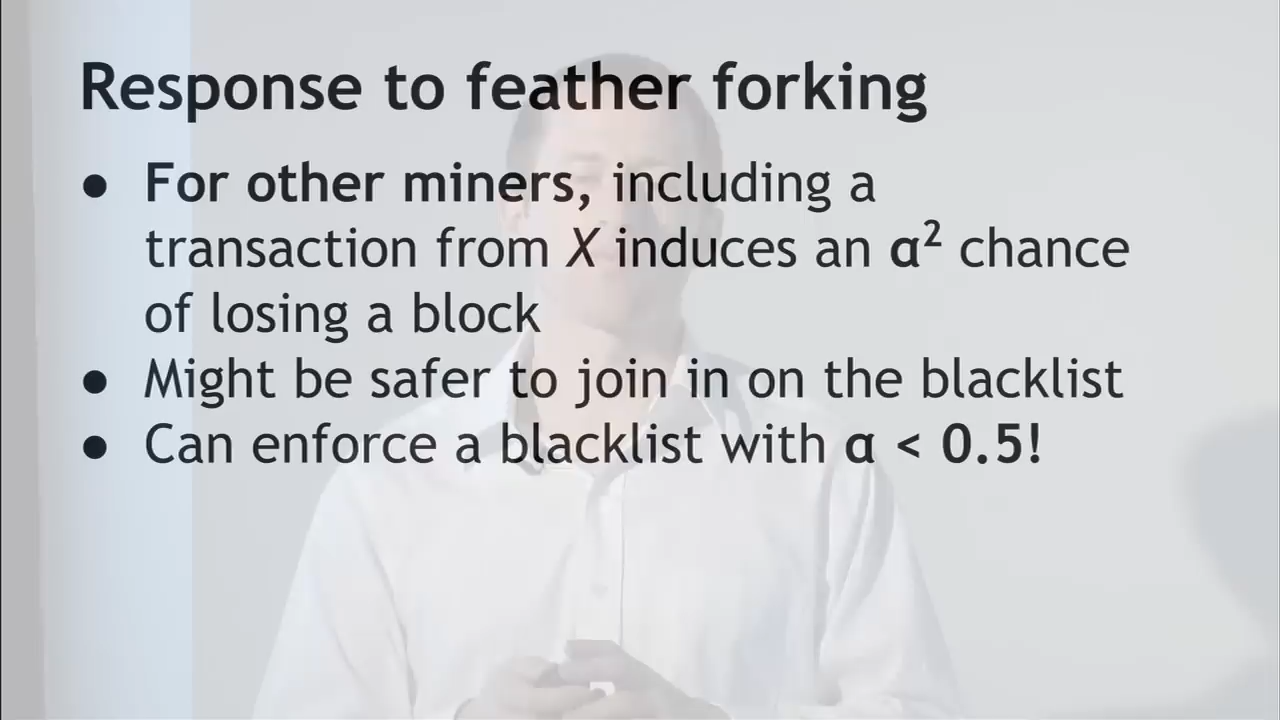 Response to feather forking
● For other miners, including a
transaction from X induces an α² chance
of losing a block
● Might be safer to join in on the blacklist
● Can enforce a blacklist with α < 0.5!